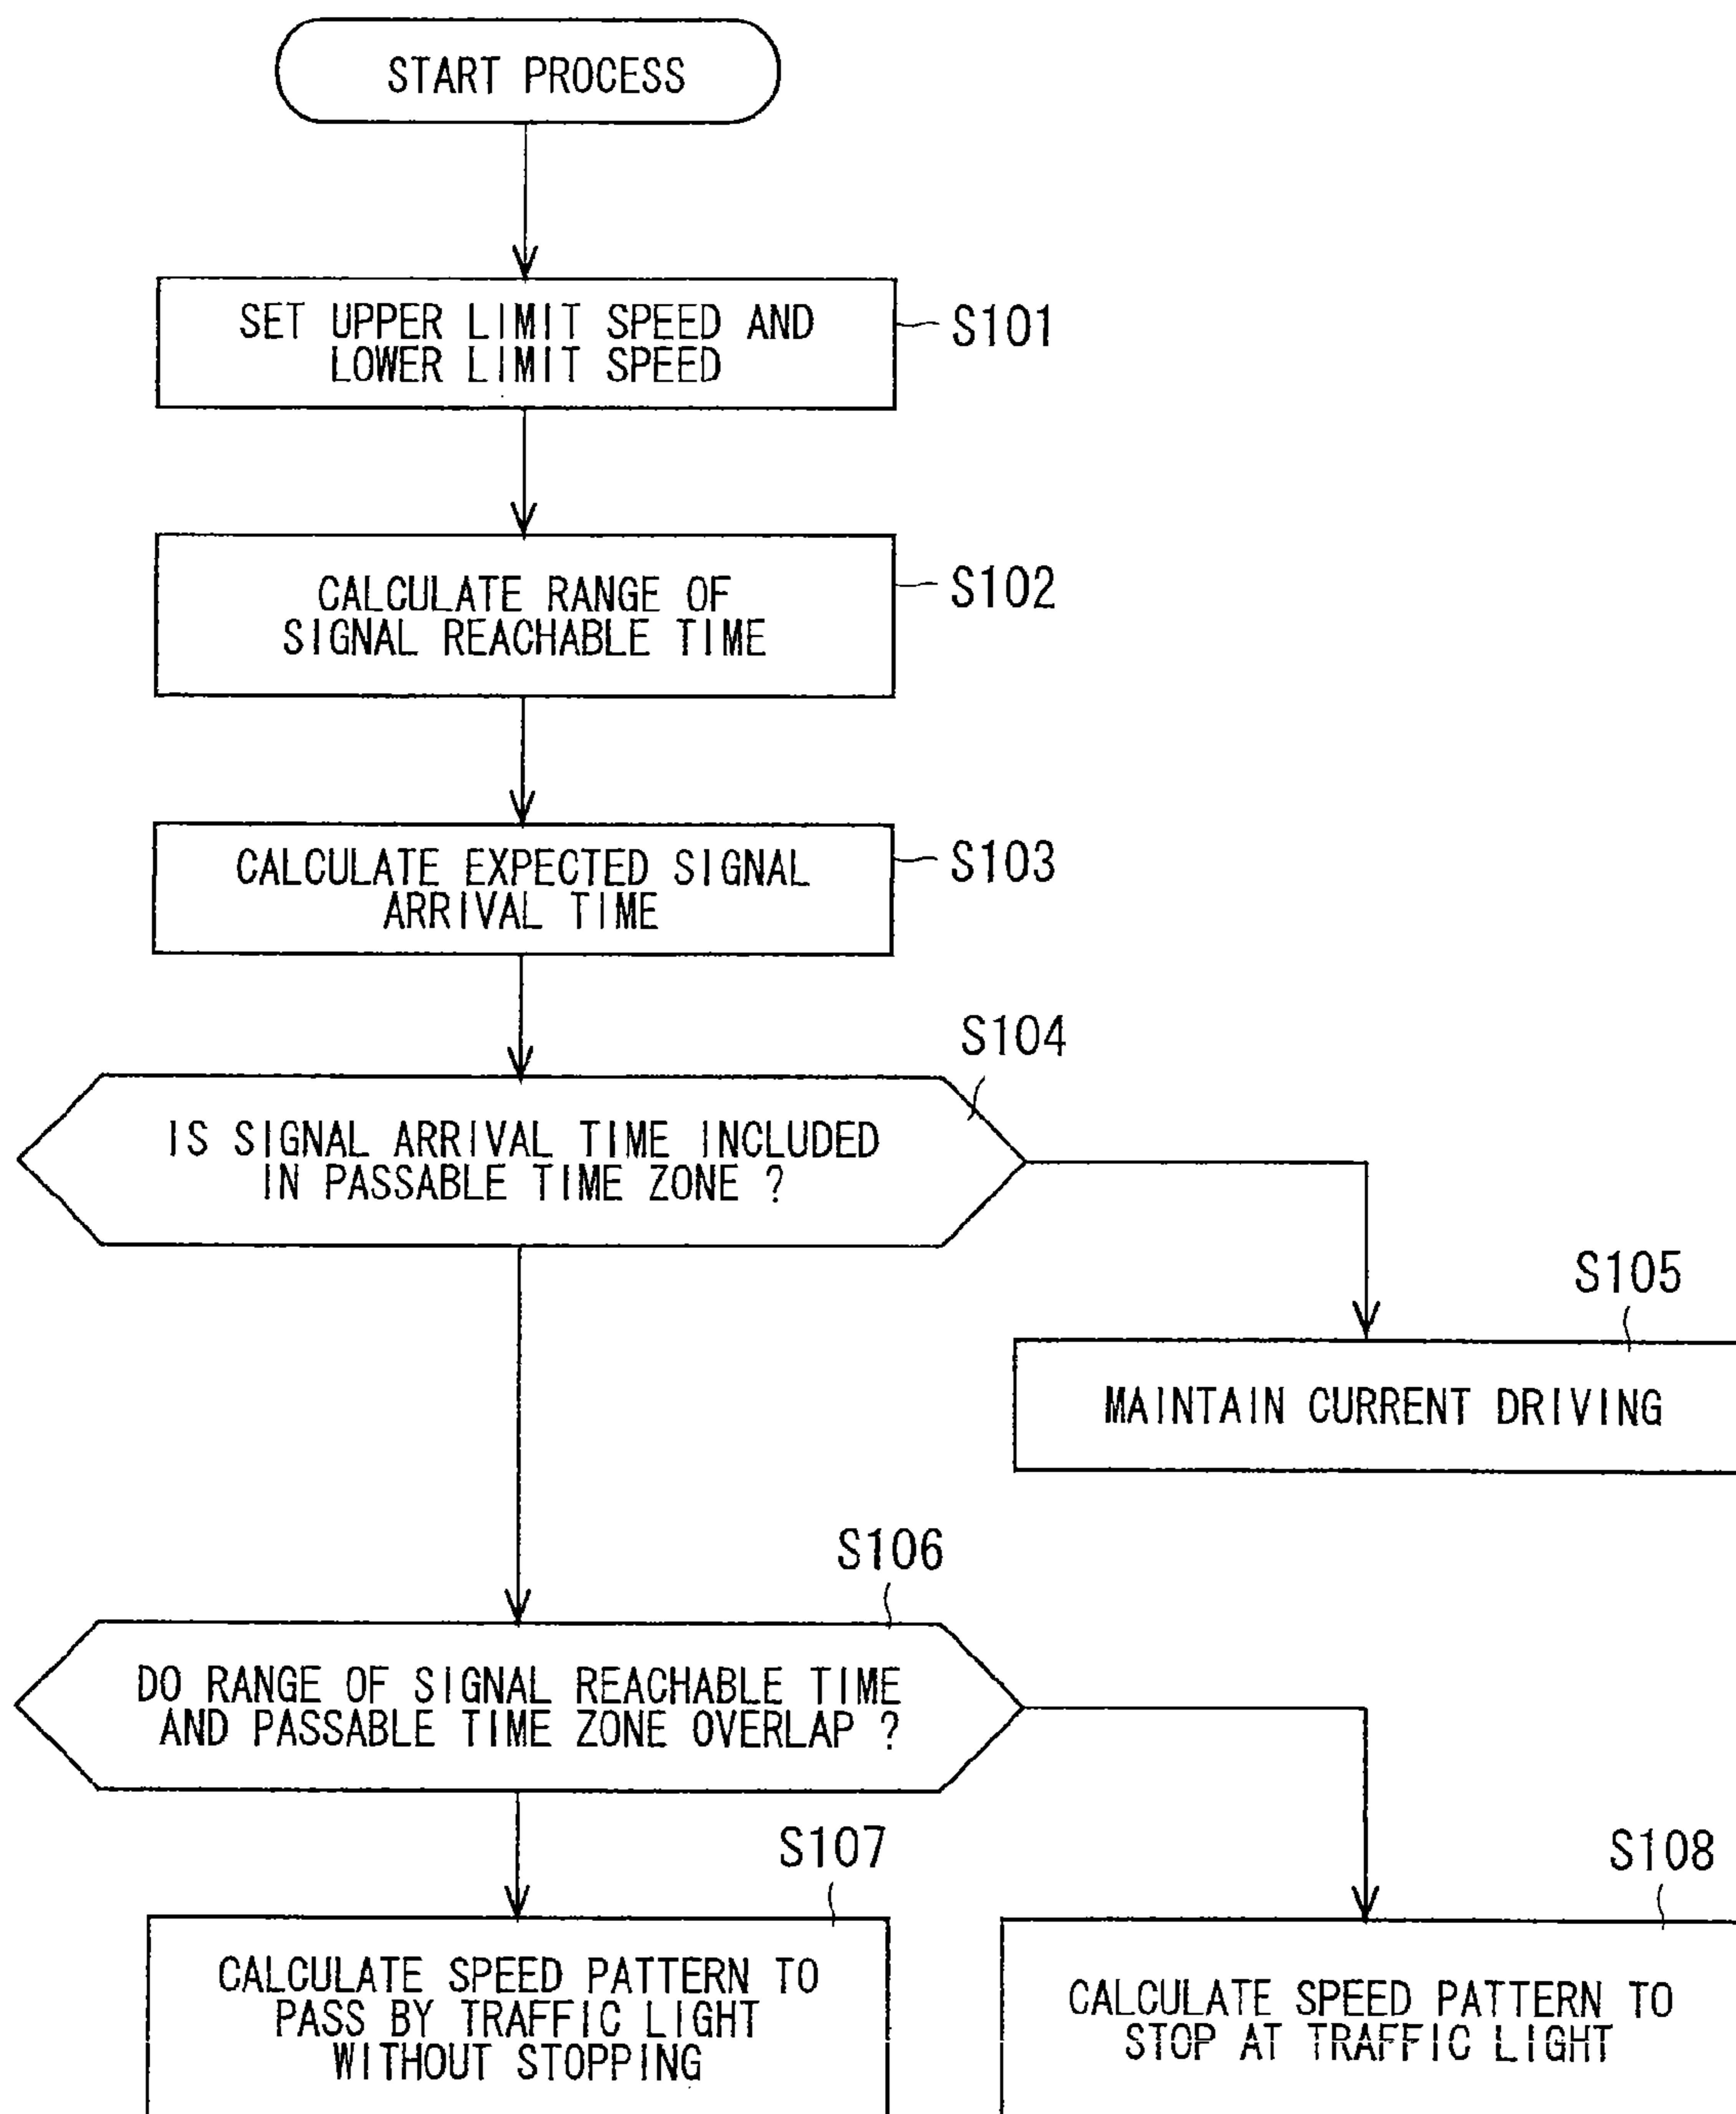 START PROCESS
SET UPPER LIMIT SPEED AND
LOWER LIMIT SPEED
S101
CALCULATE RANGE OF
SIGNAL REACHABLE TIME
S102
CALCULATE EXPECTED SIGNAL
ARRIVAL TIME
S103
S104
IS SIGNAL ARRIVAL TIME INCLUDED
IN PASSABLE TIME ZONE ?
S105
MAINTAIN CURRENT DRIVING
S106
DO RANGE OF SIGNAL REACHABLE TIME
AND PASSABLE TIME ZONE OVERLAP ?
S107
CALCULATE SPEED PATTERN TO
PASS BY TRAFFIC LIGHT
WITHOUT STOPPING
S108
CALCULATE SPEED PATTERN TO
STOP AT TRAFFIC LIGHT